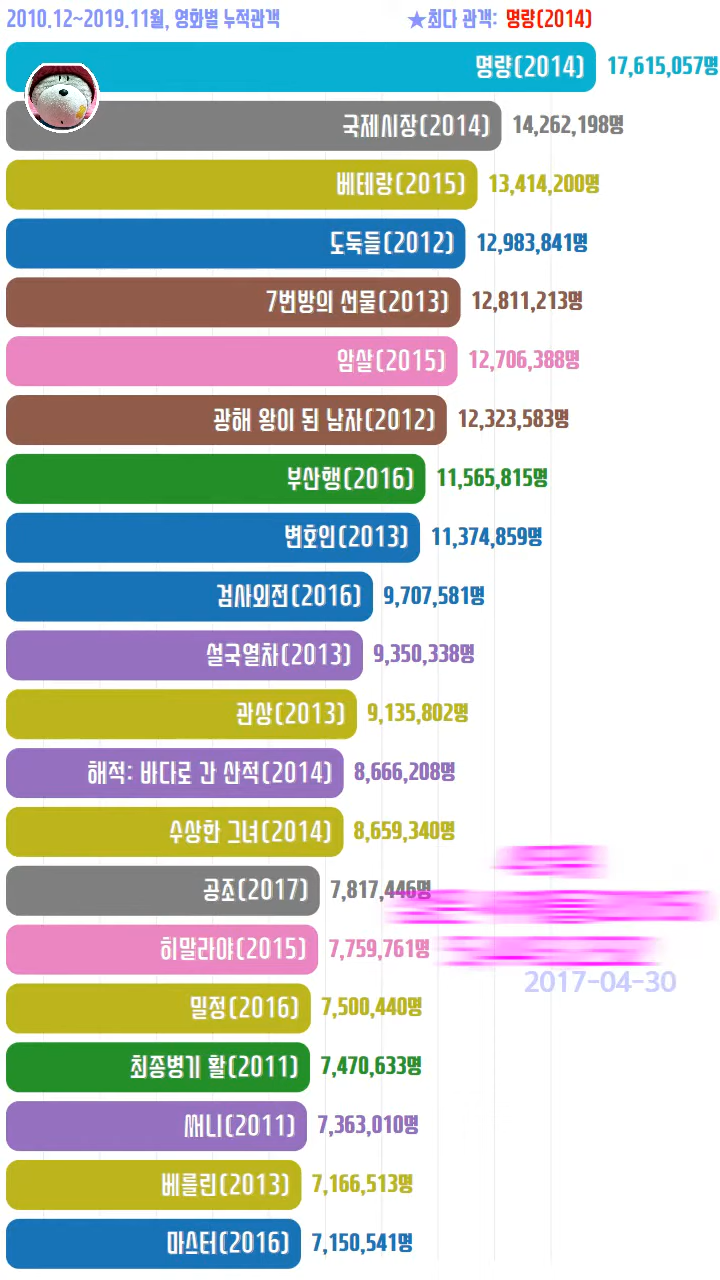 2010.12~2019.11월, 영화별 누적관객 ★최다 관객: 명량(2014)
명량(2014) 17,615,057명
국제시장(2014) 14,262,198명
베테랑(2015) 13,414,200명
도둑들(2012) 12,983,841명
7번방의 선물(2013) 12,811,213명
암살(2015) 12,706,388명
광해 왕이 된 남자(2012) 12,323,583명
부산행(2016) 11,565,815명
변호인(2013) 11,374,859명
검사외전(2016) 9,707,581명
설국열차(2013) 9,350,338명
관상(2013) 9,135,802명
해적: 바다로 간 산적(2014) 8,666,208명
수상한 그녀(2014) 8,659,340명
공조(2017) 7,817,446명
히말라야(2015) 7,759,761명
2017-04-30
밀정(2016) 7,500,440명
최종병기 활(2011) 7,470,633명
써니(2011) 7,363,010명
베를린(2013) 7,166,513명
마스터(2016) 7,150,541명